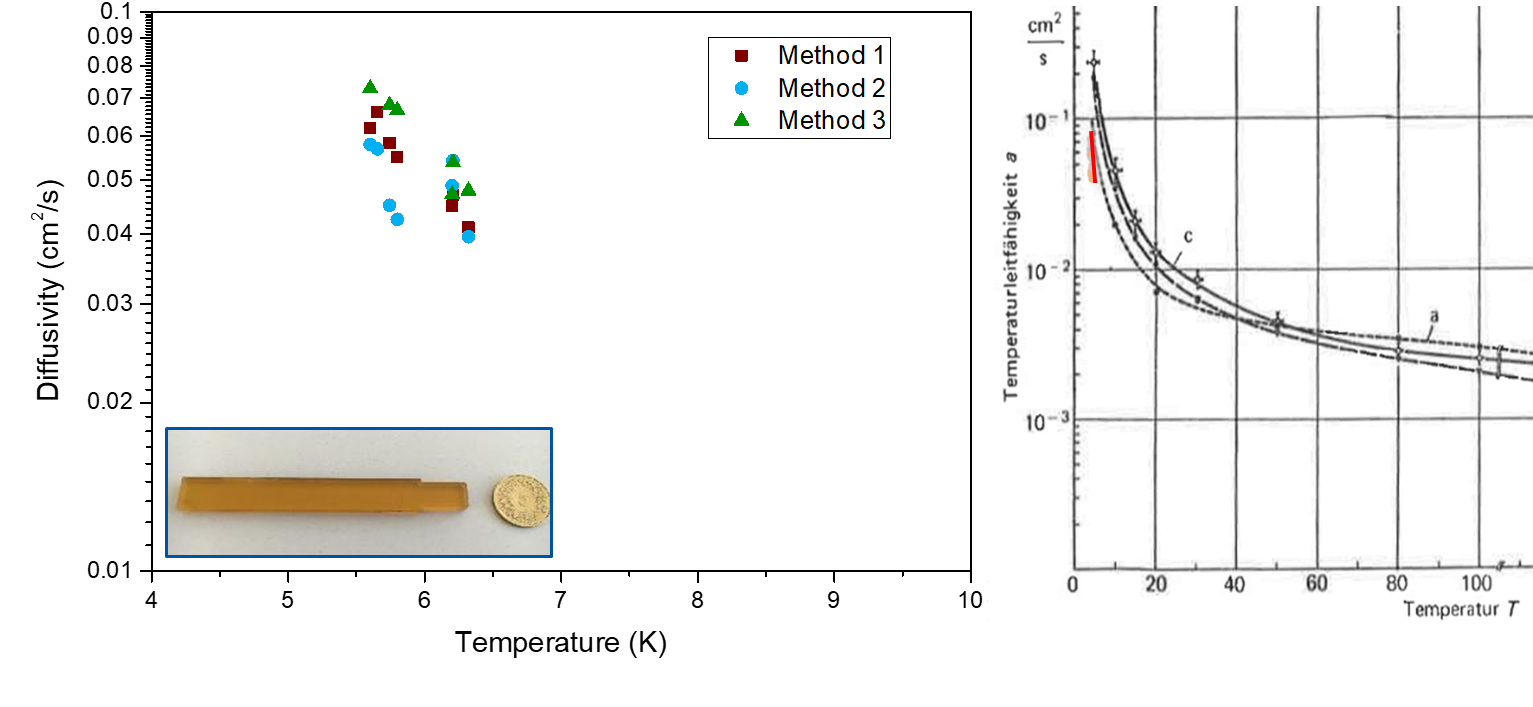 0.1
0.09
0.08
0.07
0.06
0.05
0.04
0.03
0.02
0.01
Diffusivity (cm²/s)
4 5 6 7 8 9 10
Temperature (K)
Method 1
Method 2
Method 3
cm²
s
10⁻¹
10⁻²
10⁻³
Temperaturleitfähigkeit a
c
a
0 20 40 60 80 100
Temperatur T